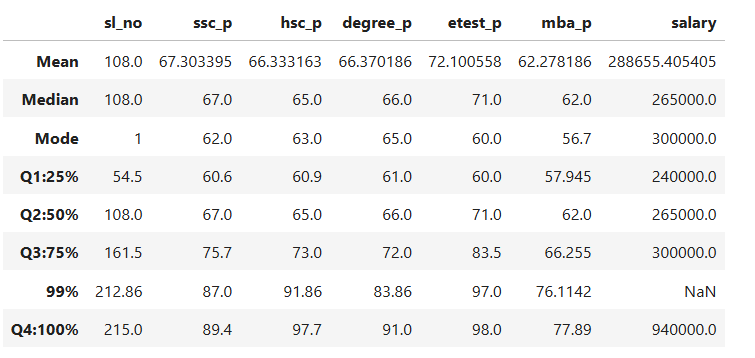 sl_no ssc_p hsc_p degree_p etest_p mba_p salary
Mean 108.0 67.303395 66.333163 66.370186 72.100558 62.278186 288655.405405
Median 108.0 67.0 65.0 66.0 71.0 62.0 265000.0
Mode 1 62.0 63.0 65.0 60.0 56.7 300000.0
Q1:25% 54.5 60.6 60.9 61.0 60.0 57.945 240000.0
Q2:50% 108.0 67.0 65.0 66.0 71.0 62.0 265000.0
Q3:75% 161.5 75.7 73.0 72.0 83.5 66.255 300000.0
99% 212.86 87.0 91.86 83.86 97.0 76.1142 NaN
Q4:100% 215.0 89.4 97.7 91.0 98.0 77.89 940000.0